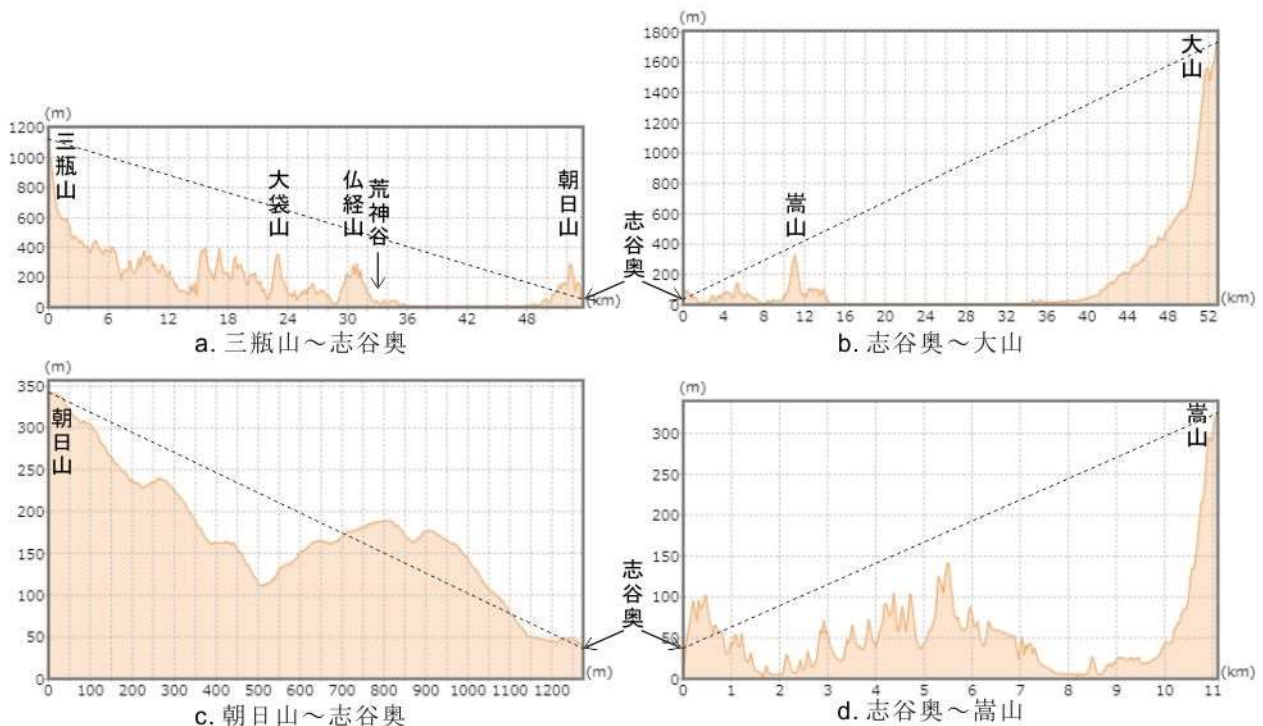 (m)
1200
1000
800
600
400
200
0
三瓶山
大袋山
仏経山
荒神谷
朝日山
0 6 12 18 24 30 36 42 48
(km)
a. 三瓶山～志谷奥
志谷奥
(m)
1800
1600
1400
1200
1000
800
600
400
200
0
嵩山
大山
0 4 8 12 16 20 24 28 32 36 40 44 48 52
(km)
b. 志谷奥～大山
(m)
350
300
250
200
150
100
50
0
朝日山
0 100 200 300 400 500 600 700 800 900 1000 1100 1200
(m)
c. 朝日山～志谷奥
志谷奥
(m)
300
250
200
150
100
50
0
嵩山
0 1 2 3 4 5 6 7 8 9 10 11
(km)
d. 志谷奥～嵩山